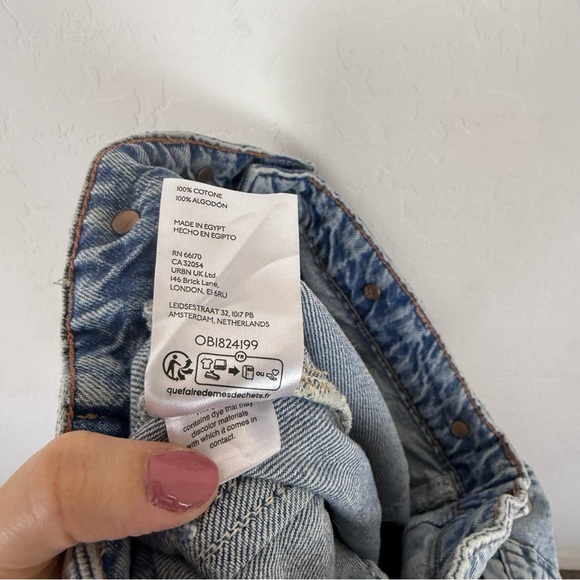 100% COTONE
100% ALGODÓN
MADE IN EGYPT
HECHO EN EGIPTO
RN 66170
CA 32054
URBN UK Ltd.
146 Brick Lane,
LONDON, E1 6RU
LEIDSESTRAAT 32, 1017 PB
AMSTERDAM, NETHERLANDS
OB1824199
FR
OU
quefairedemesdechets.fr
contains dye that may
discolor materials
with which it comes in
contact.